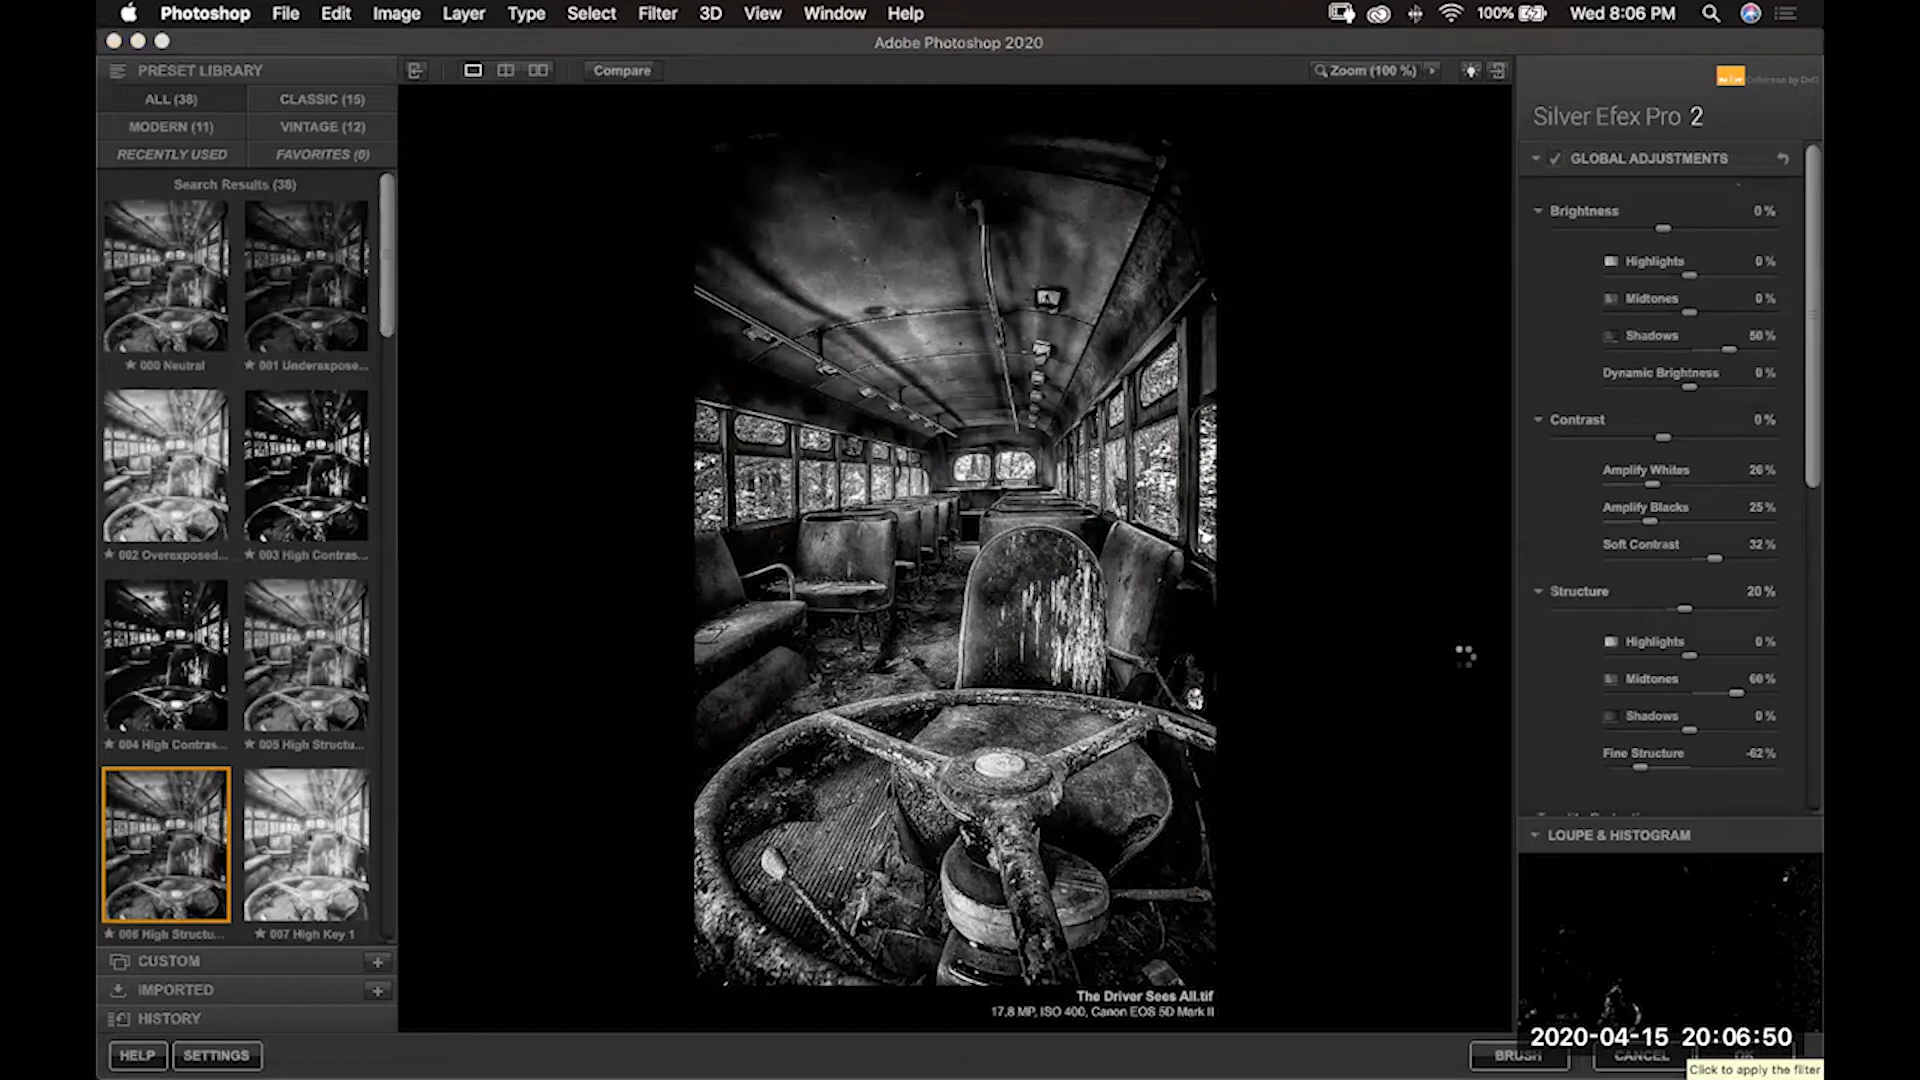 Photoshop File Edit Image Layer Type Select Filter 3D View Window Help 100% Wed 8:06 PM
Adobe Photoshop 2020
PRESET LIBRARY
ALL (38) CLASSIC (15)
MODERN (11) VINTAGE (12)
RECENTLY USED FAVORITES (0)
Search Results (38)
000 Neutral 001 Underexpose...
002 Overexposed... 003 High Contras...
004 High Contras... 005 High Structu...
006 High Structu... 007 High Key 1
CUSTOM
IMPORTED
HISTORY
HELP SETTINGS
Compare Zoom (100 %)
The Driver Sees All.tif
17.8 MP, ISO 400, Canon EOS 5D Mark II
nik Collection by DxO
Silver Efex Pro 2
GLOBAL ADJUSTMENTS
Brightness 0 %
Highlights 0 %
Midtones 0 %
Shadows 50 %
Dynamic Brightness 0 %
Contrast 0 %
Amplify Whites 26 %
Amplify Blacks 25 %
Soft Contrast 32 %
Structure 20 %
Highlights 0 %
Midtones 60 %
Shadows 0 %
Fine Structure -62 %
LOUPE & HISTOGRAM
2020-04-15 20:06:50
BRUSH CANCEL OK
Click to apply the filter